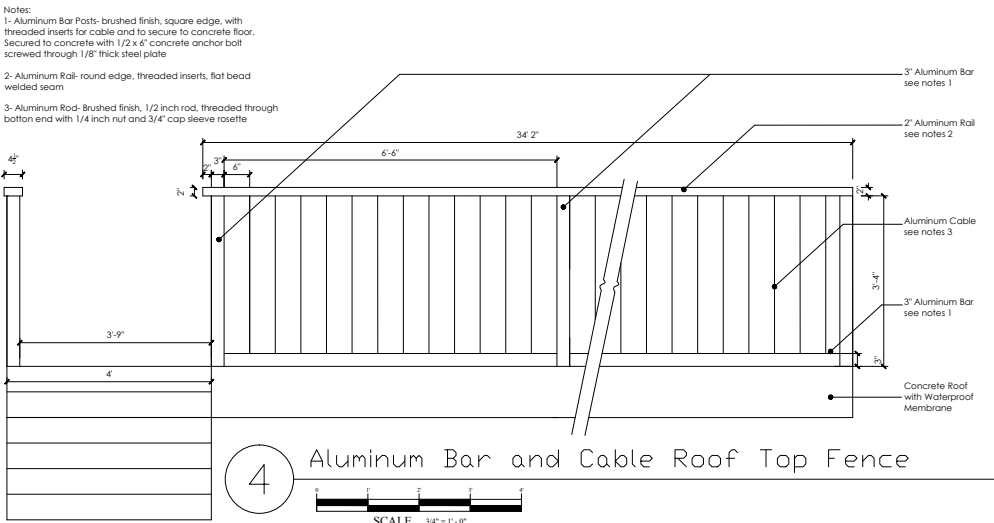 Notes:
1- Aluminum Bar Posts- brushed finish, square edge, with
threaded inserts for cable and to secure to concrete floor.
Secured to concrete with 1/2 x 6" concrete anchor bolt
screwed through 1/8" thick steel plate
2- Aluminum Rail- round edge, threaded inserts, flat bead
welded seam
3- Aluminum Rod- Brushed finish, 1/2 inch rod, threaded through
botton end with 1/4 inch nut and 3/4" cap sleeve rosette
3" Aluminum Bar
see notes 1
34' 2"
2" Aluminum Rail
see notes 2
4½"
6'-6"
3"
2"
6"
2"
2"
Aluminum Cable
see notes 3
3'-4"
3" Aluminum Bar
see notes 1
3'-9"
3"
4'
Concrete Roof
with Waterproof
Membrane
4
Aluminum Bar and Cable Roof Top Fence
0 1' 2' 3' 4'
SCALE 3/4" = 1' - 0"